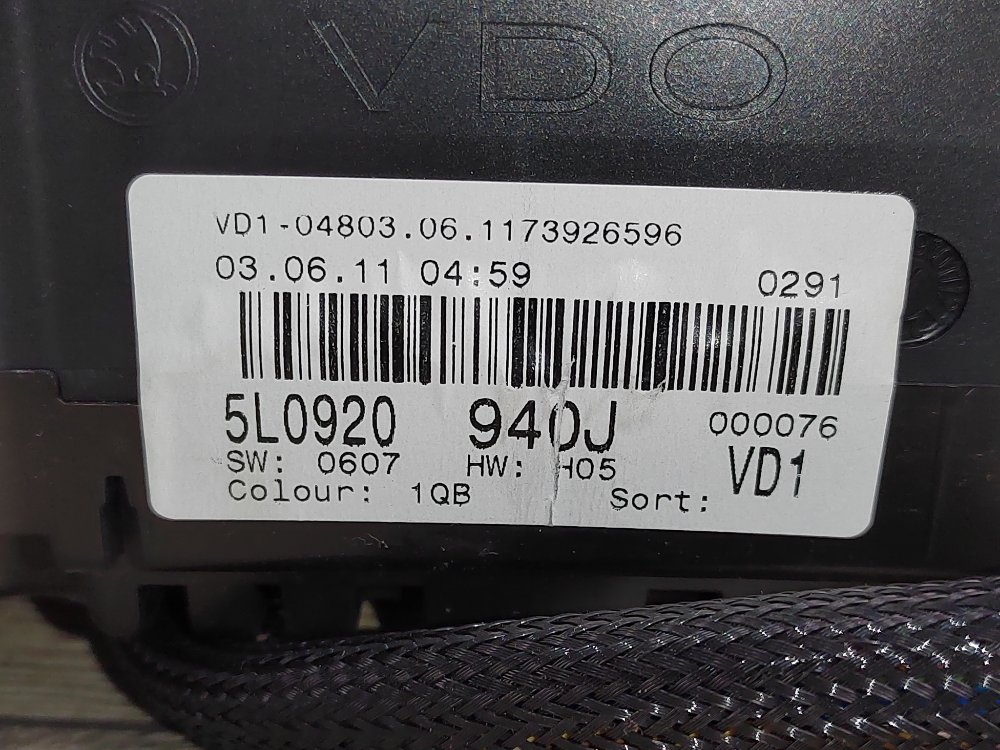 VDO
VD1-04803.06.1173926596
03.06.11 04:59 0291
5L0920 940J 000076
SW: 0607 HW: H05 VD1
Colour: 1QB Sort: